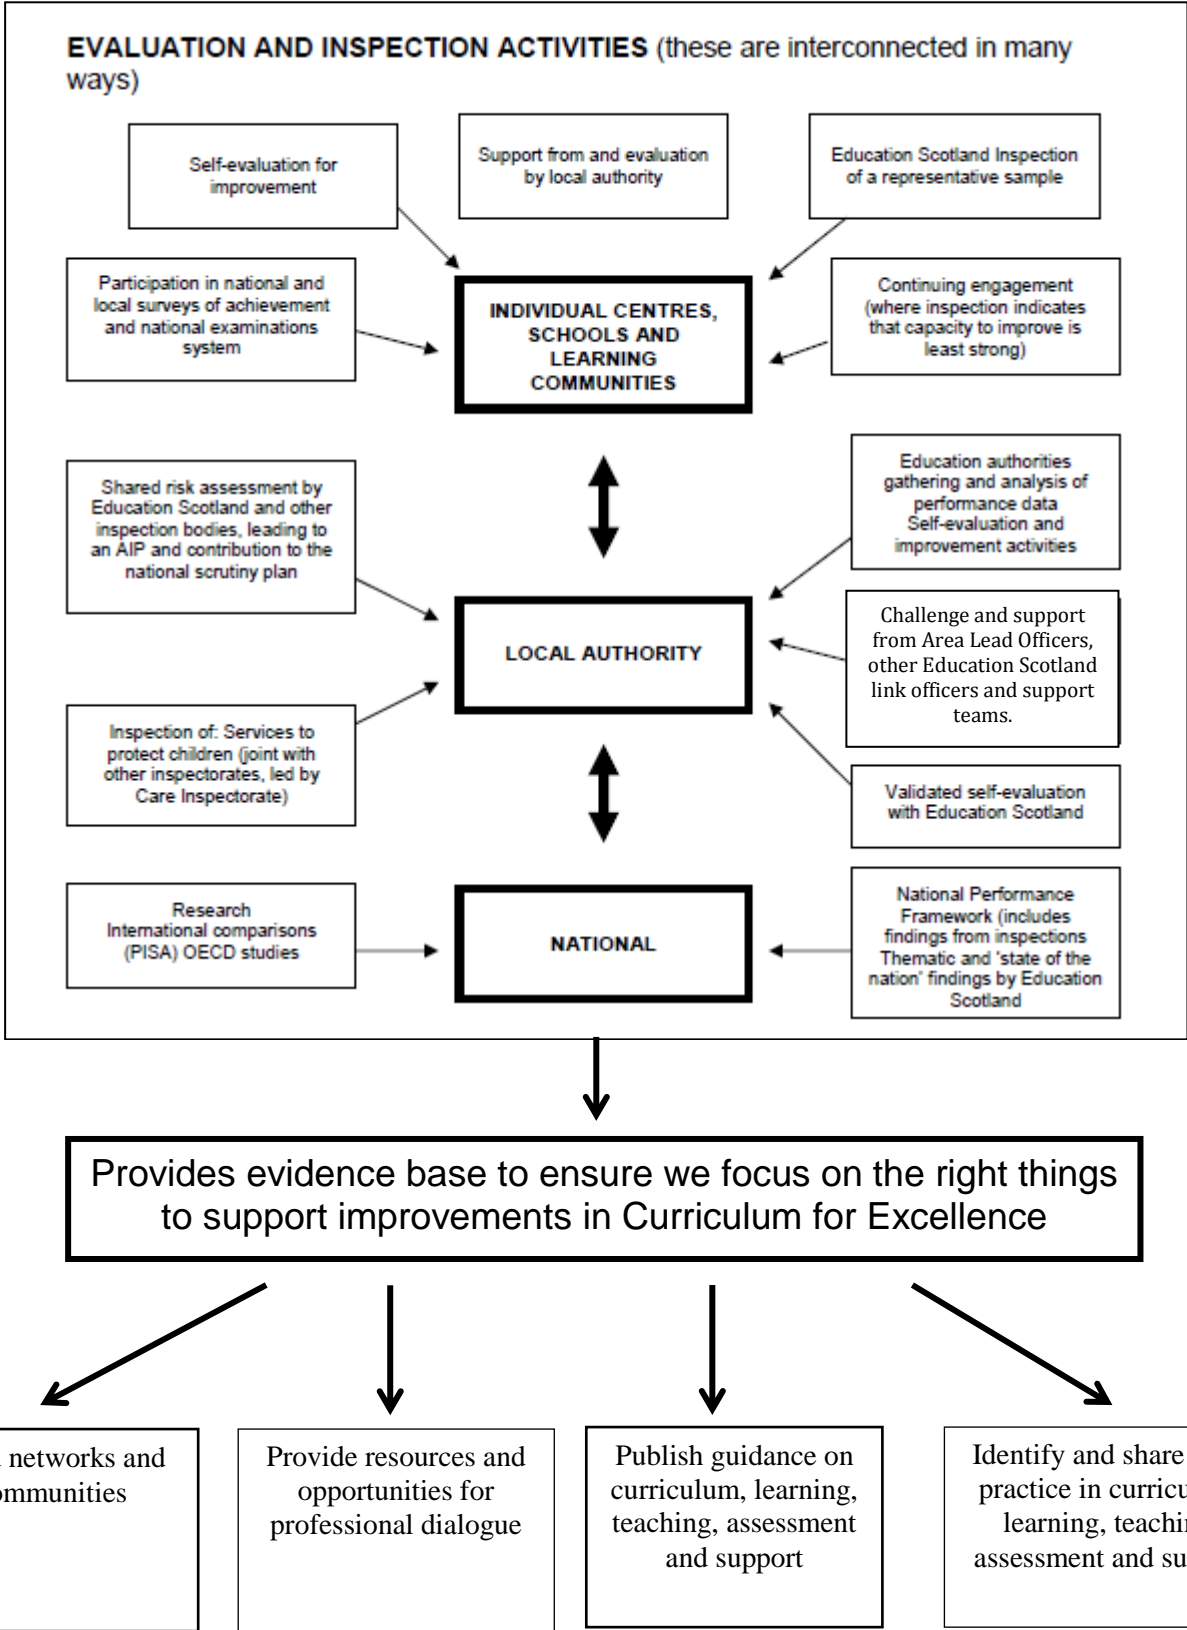 EVALUATION AND INSPECTION ACTIVITIES (these are interconnected in many
ways)
Self-evaluation for
improvement
Support from and evaluation
by local authority
Education Scotland Inspection
of a representative sample
Participation in national and
local surveys of achievement
and national examinations
system
INDIVIDUAL CENTRES,
SCHOOLS AND
LEARNING
COMMUNITIES
Continuing engagement
(where inspection indicates
that capacity to improve is
least strong)
Shared risk assessment by
Education Scotland and other
inspection bodies, leading to
an AIP and contribution to the
national scrutiny plan
Education authorities
gathering and analysis of
performance data
Self-evaluation and
improvement activities
LOCAL AUTHORITY
Challenge and support
from Area Lead Officers,
other Education Scotland
link officers and support
teams.
Inspection of: Services to
protect children (joint with
other inspectorates, led by
Care Inspectorate)
Validated self-evaluation
with Education Scotland
Research
International comparisons
(PISA) OECD studies
NATIONAL
National Performance
Framework (includes
findings from inspections
Thematic and 'state of the
nation' findings by Education
Scotland
Provides evidence base to ensure we focus on the right things
to support improvements in Curriculum for Excellence
networks and
Provide resources and
opportunities for
professional dialogue
Publish guidance on
curriculum, learning,
teaching, assessment
and support
Identify and share
practice in
learning,
assessment and